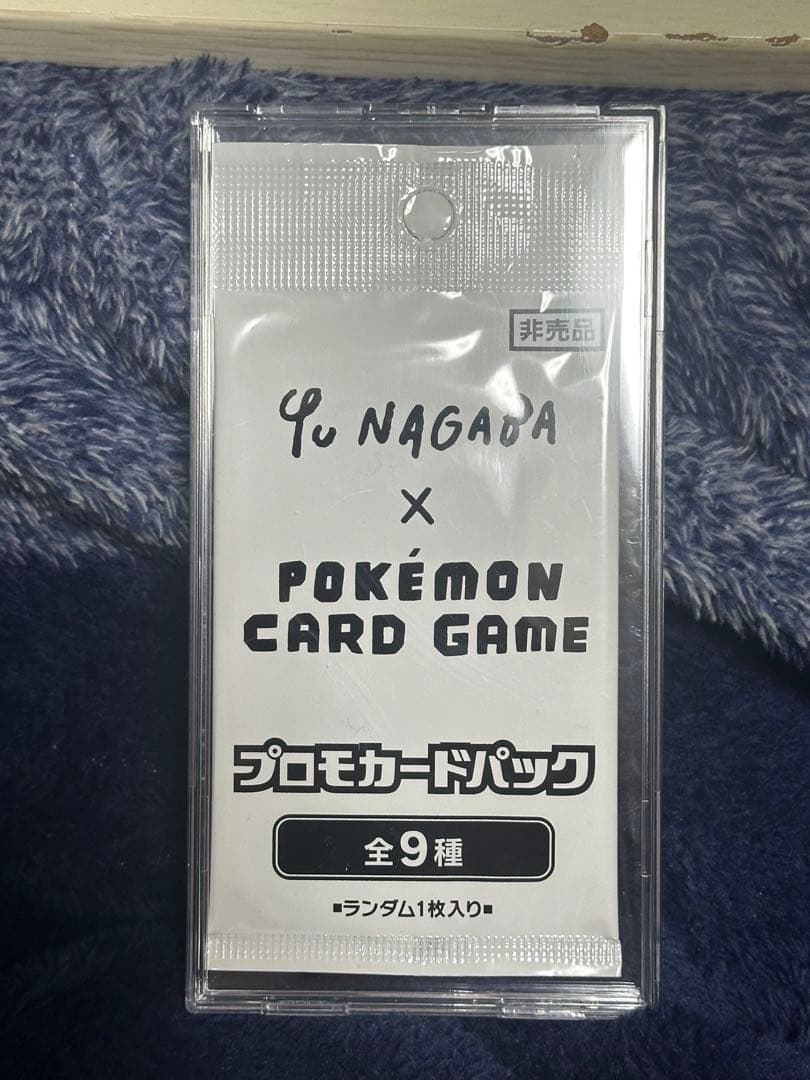 非売品
Yu NAGABA
×
POKÉMON
CARD GAME
プロモカードパック
全9種
■ランダム1枚入り■